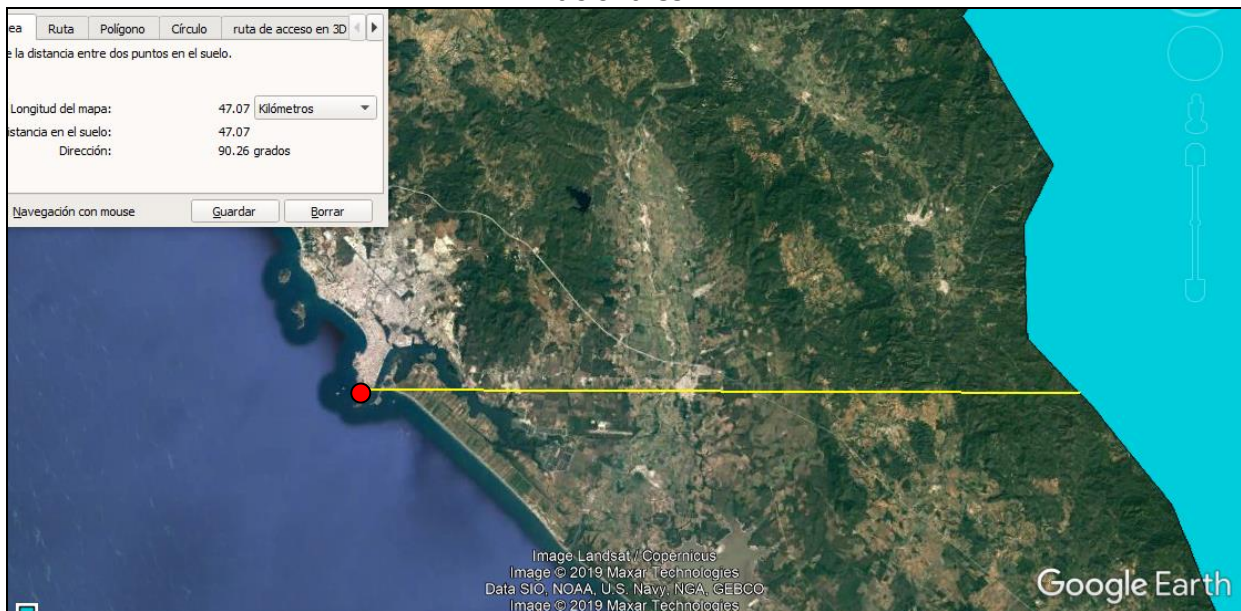 ea Ruta Polígono Círculo ruta de acceso en 3D
e la distancia entre dos puntos en el suelo.
Longitud del mapa: 47.07 Kilómetros
istancia en el suelo: 47.07
Dirección: 90.26 grados
Navegación con mouse Guardar Borrar
Image Landsat / Copernicus
Image © 2019 Maxar Technologies
Data SIO, NOAA, U.S. Navy, NGA, GEBCO
Image © 2019 Maxar Technologies
Google Earth